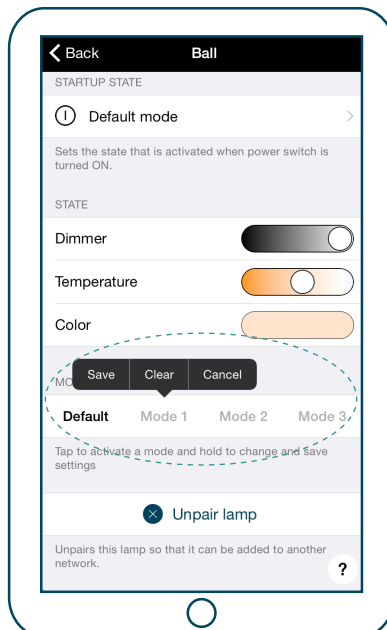 Back Ball
STARTUP STATE
Default mode
Sets the state that is activated when power switch is
turned ON.
STATE
Dimmer
Temperature
Color
Save Clear Cancel
MO
Default Mode 1 Mode 2 Mode 3
Tap to activate a mode and hold to change and save
settings
Unpair lamp
Unpairs this lamp so that it can be added to another
network.
?